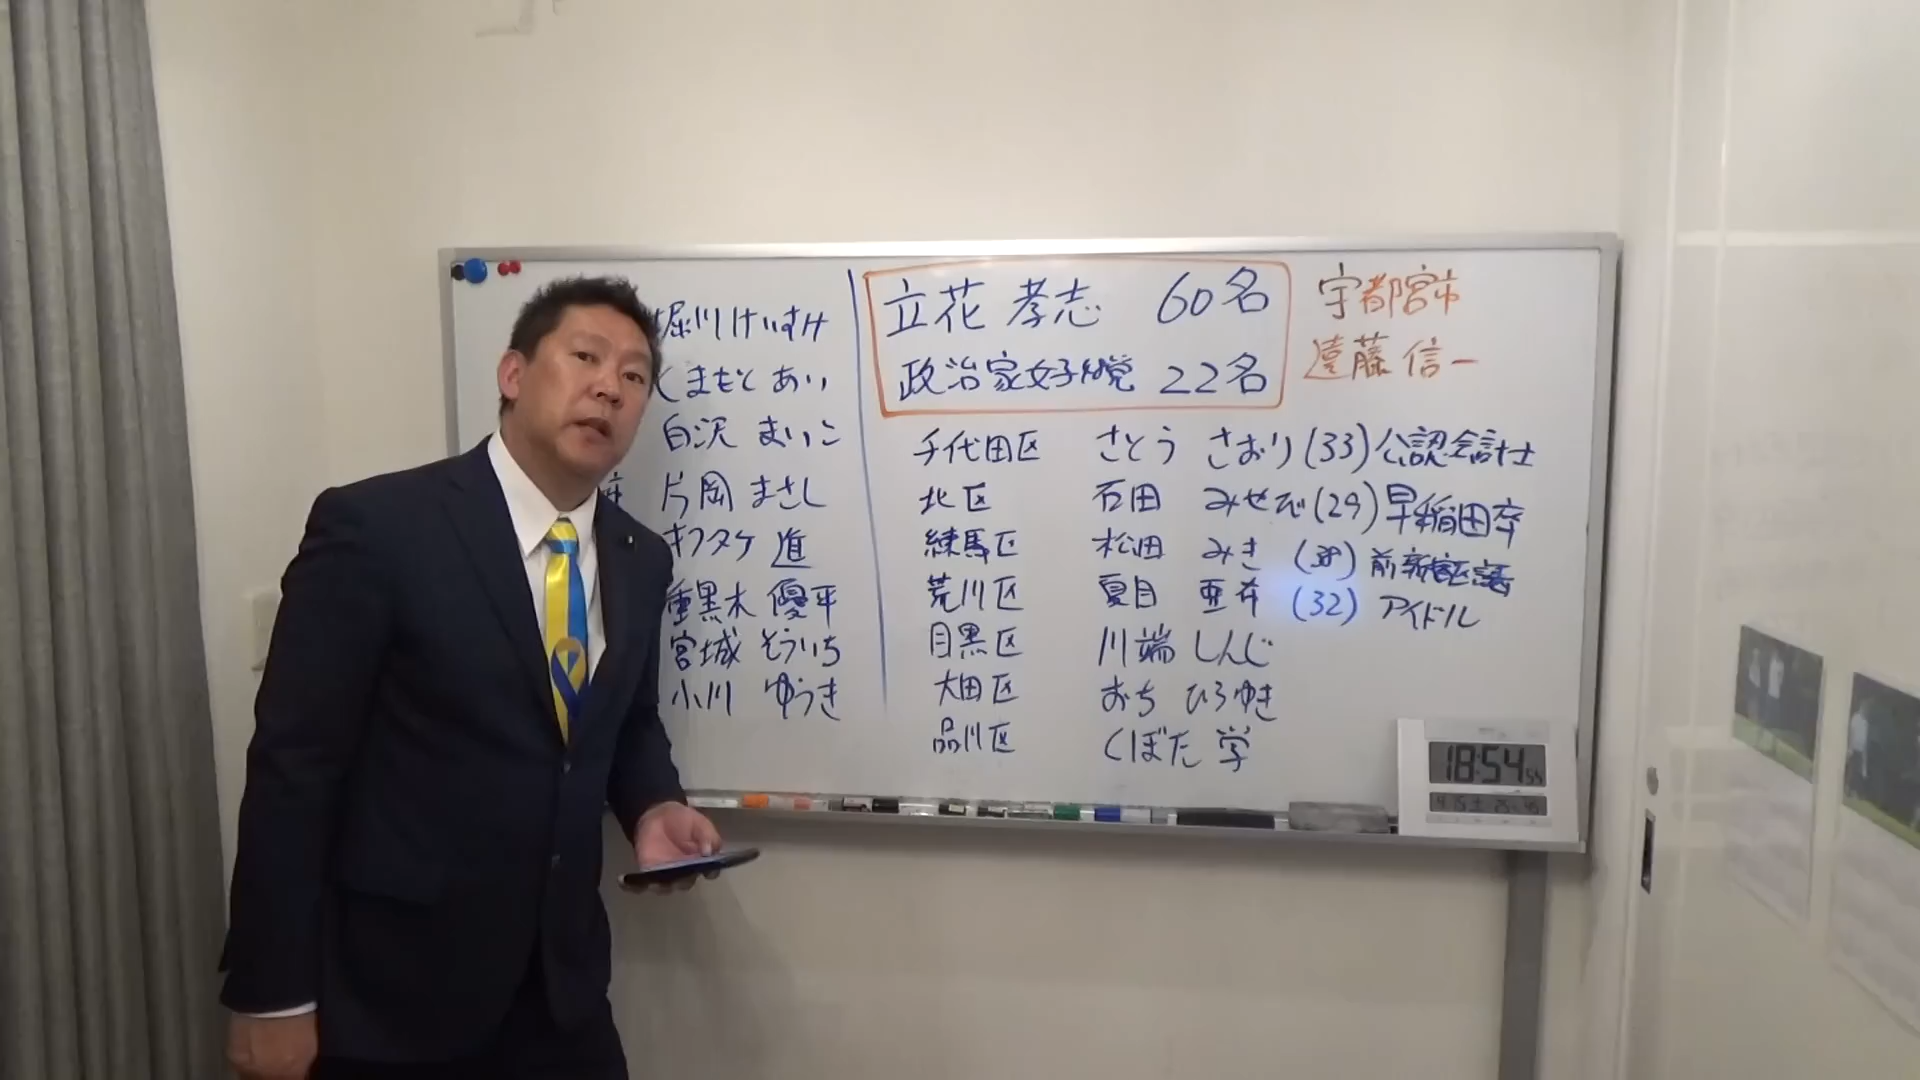 堀川 けいすけ
くまもと あい
白沢 まりこ
片岡 まさし
キフタケ 道
重黒木 優平
宮城 そういち
小川 ゆうき
立花 孝志 60名
政治家女子48党 22名
宇都宮市
遠藤 信一
千代田区 さとう さおり (33) 公認会計士
北区 石田 みせび (29) 早稲田卒
練馬区 松田 みき (38) 前新宿区議
荒川区 夏目 亜希 (32) アイドル
目黒区 川端 しんじ
大田区 おち ひろゆき
品川区 くぼた 学
18:54